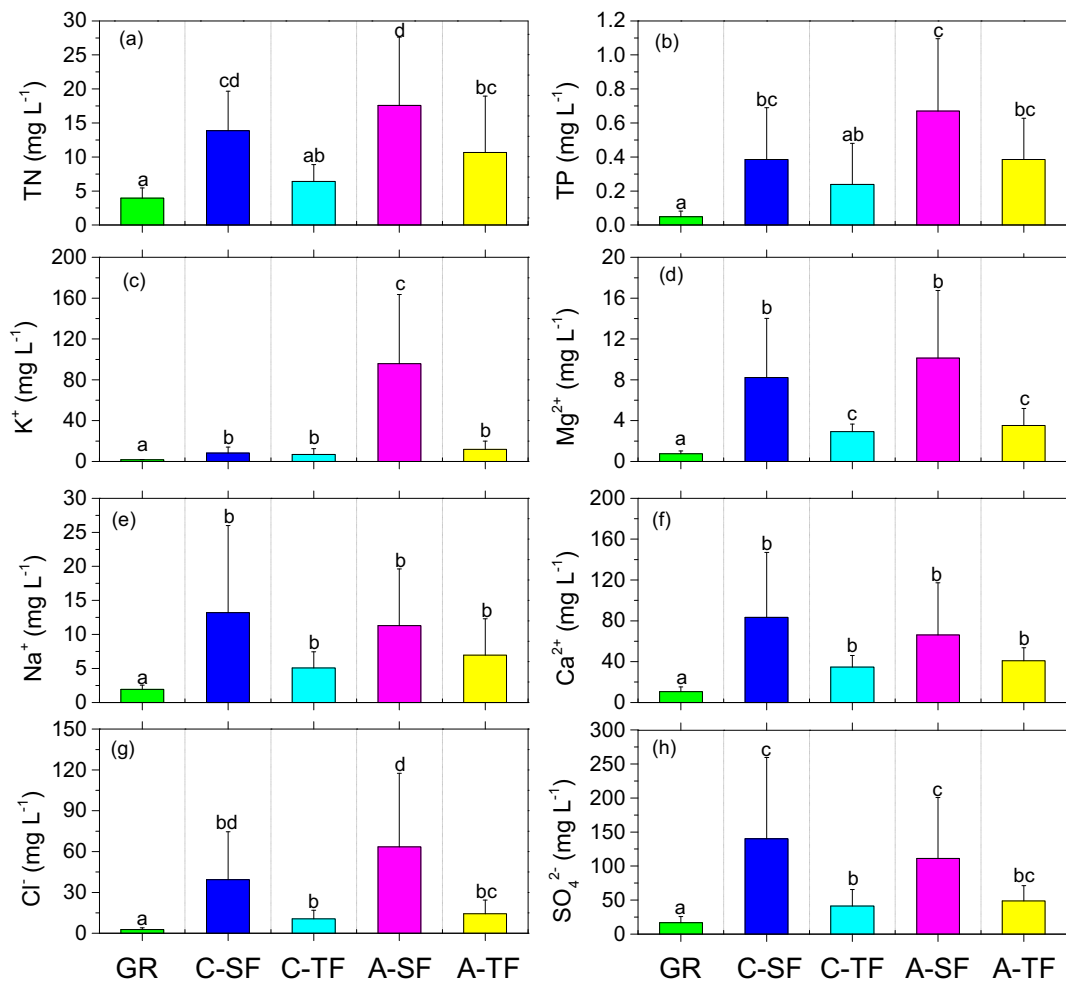 (a)
TN (mg L⁻¹)
30
25
20
15
10
5
0
a
cd
ab
d
bc
(b)
TP (mg L⁻¹)
1.2
1.0
0.8
0.6
0.4
0.2
0.0
a
bc
ab
c
bc
(c)
K⁺ (mg L⁻¹)
200
160
120
80
40
0
a
b
b
c
b
(d)
Mg²⁺ (mg L⁻¹)
20
16
12
8
4
0
a
b
c
b
c
(e)
Na⁺ (mg L⁻¹)
30
25
20
15
10
5
0
a
b
b
b
b
(f)
Ca²⁺ (mg L⁻¹)
200
160
120
80
40
0
a
b
b
b
b
(g)
Cl⁻ (mg L⁻¹)
150
120
90
60
30
0
a
bd
b
d
bc
GR C-SF C-TF A-SF A-TF
(h)
SO₄²⁻ (mg L⁻¹)
300
250
200
150
100
50
0
a
c
b
c
bc
GR C-SF C-TF A-SF A-TF